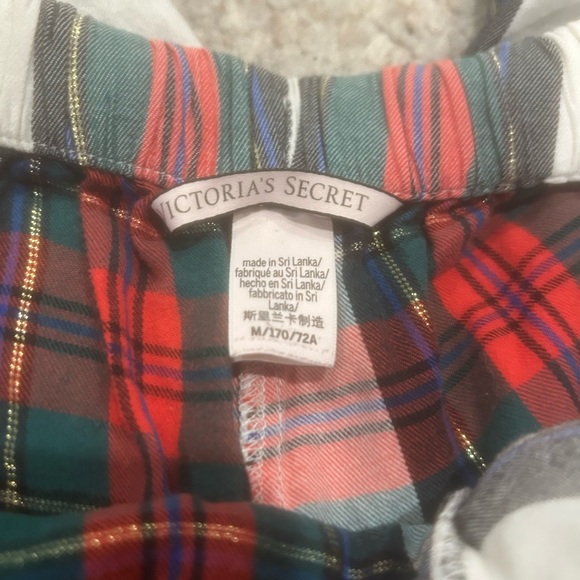 VICTORIA'S SECRET
made in Sri Lanka/
fabriqué au Sri Lanka/
hecho en Sri Lanka/
fabbricato in Sri
Lanka/
斯里兰卡制造
M/170/72A